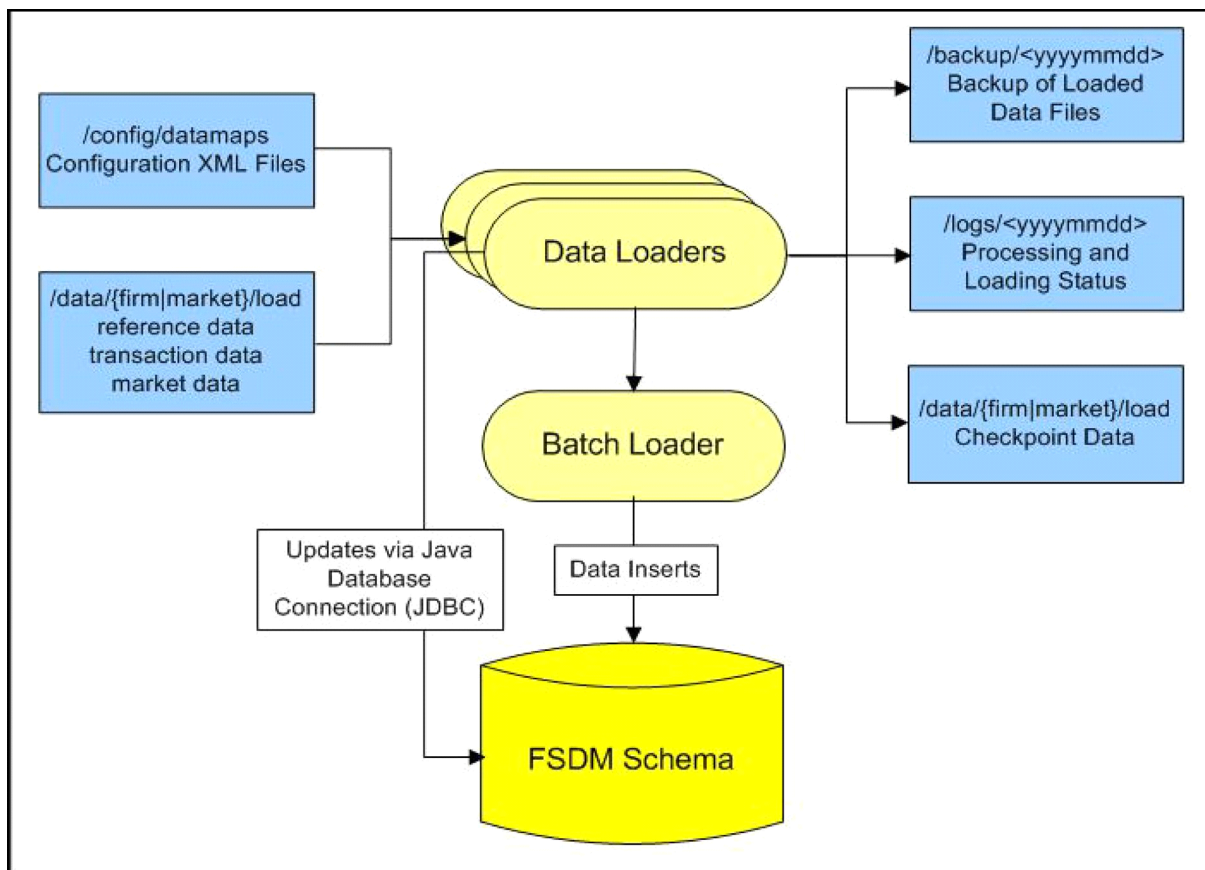 /config/datamaps
Configuration XML Files
/data/{firm|market}/load
reference data
transaction data
market data
Data Loaders
Batch Loader
Updates via Java
Database
Connection (JDBC)
Data Inserts
FSDM Schema
/backup/<yyyymmdd>
Backup of Loaded
Data Files
/logs/<yyyymmdd>
Processing and
Loading Status
/data/{firm|market}/load
Checkpoint Data